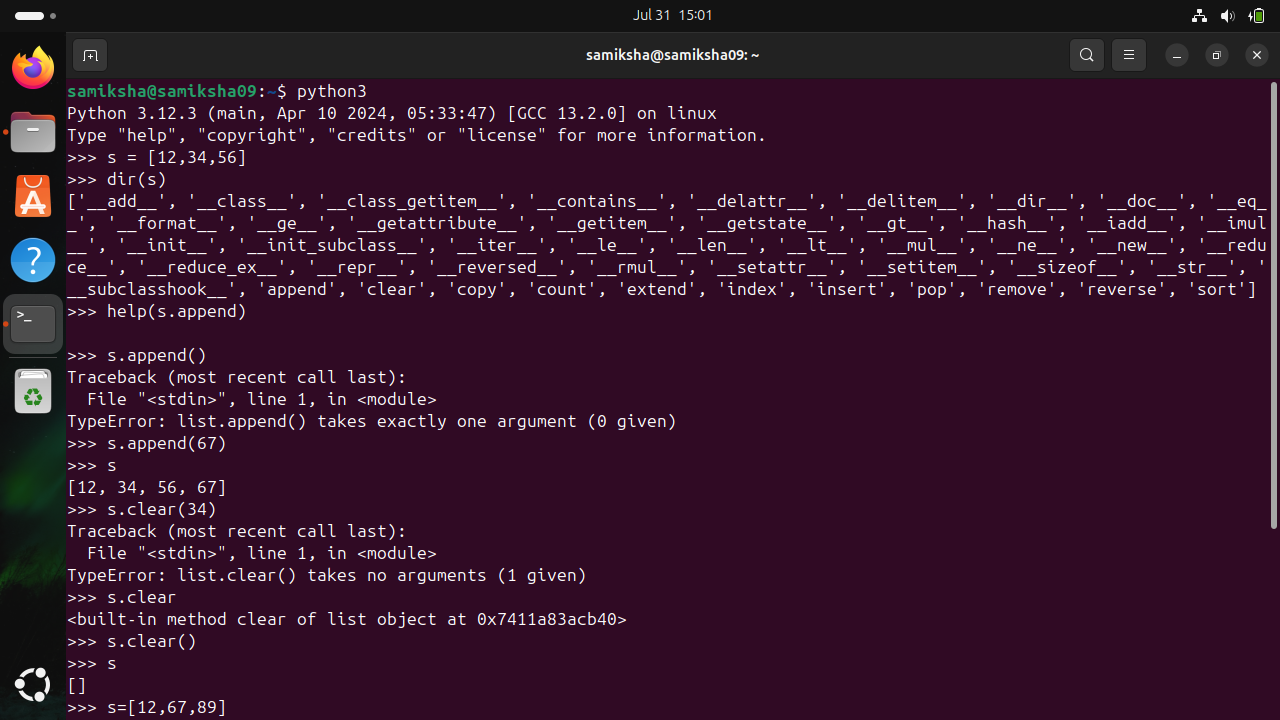 Jul 31 15:01
samiksha@samiksha09: ~
samiksha@samiksha09:~$ python3
Python 3.12.3 (main, Apr 10 2024, 05:33:47) [GCC 13.2.0] on linux
Type "help", "copyright", "credits" or "license" for more information.
>>> s = [12,34,56]
>>> dir(s)
['__add__', '__class__', '__class_getitem__', '__contains__', '__delattr__', '__delitem__', '__dir__', '__doc__', '__eq_
_', '__format__', '__ge__', '__getattribute__', '__getitem__', '__getstate__', '__gt__', '__hash__', '__iadd__', '__imul
__', '__init__', '__init_subclass__', '__iter__', '__le__', '__len__', '__lt__', '__mul__', '__ne__', '__new__', '__redu
ce__', '__reduce_ex__', '__repr__', '__reversed__', '__rmul__', '__setattr__', '__setitem__', '__sizeof__', '__str__', '
__subclasshook__', 'append', 'clear', 'copy', 'count', 'extend', 'index', 'insert', 'pop', 'remove', 'reverse', 'sort']
>>> help(s.append)
>>> s.append()
Traceback (most recent call last):
  File "<stdin>", line 1, in <module>
TypeError: list.append() takes exactly one argument (0 given)
>>> s.append(67)
>>> s
[12, 34, 56, 67]
>>> s.clear(34)
Traceback (most recent call last):
  File "<stdin>", line 1, in <module>
TypeError: list.clear() takes no arguments (1 given)
>>> s.clear
<built-in method clear of list object at 0x7411a83acb40>
>>> s.clear()
>>> s
[]
>>> s=[12,67,89]